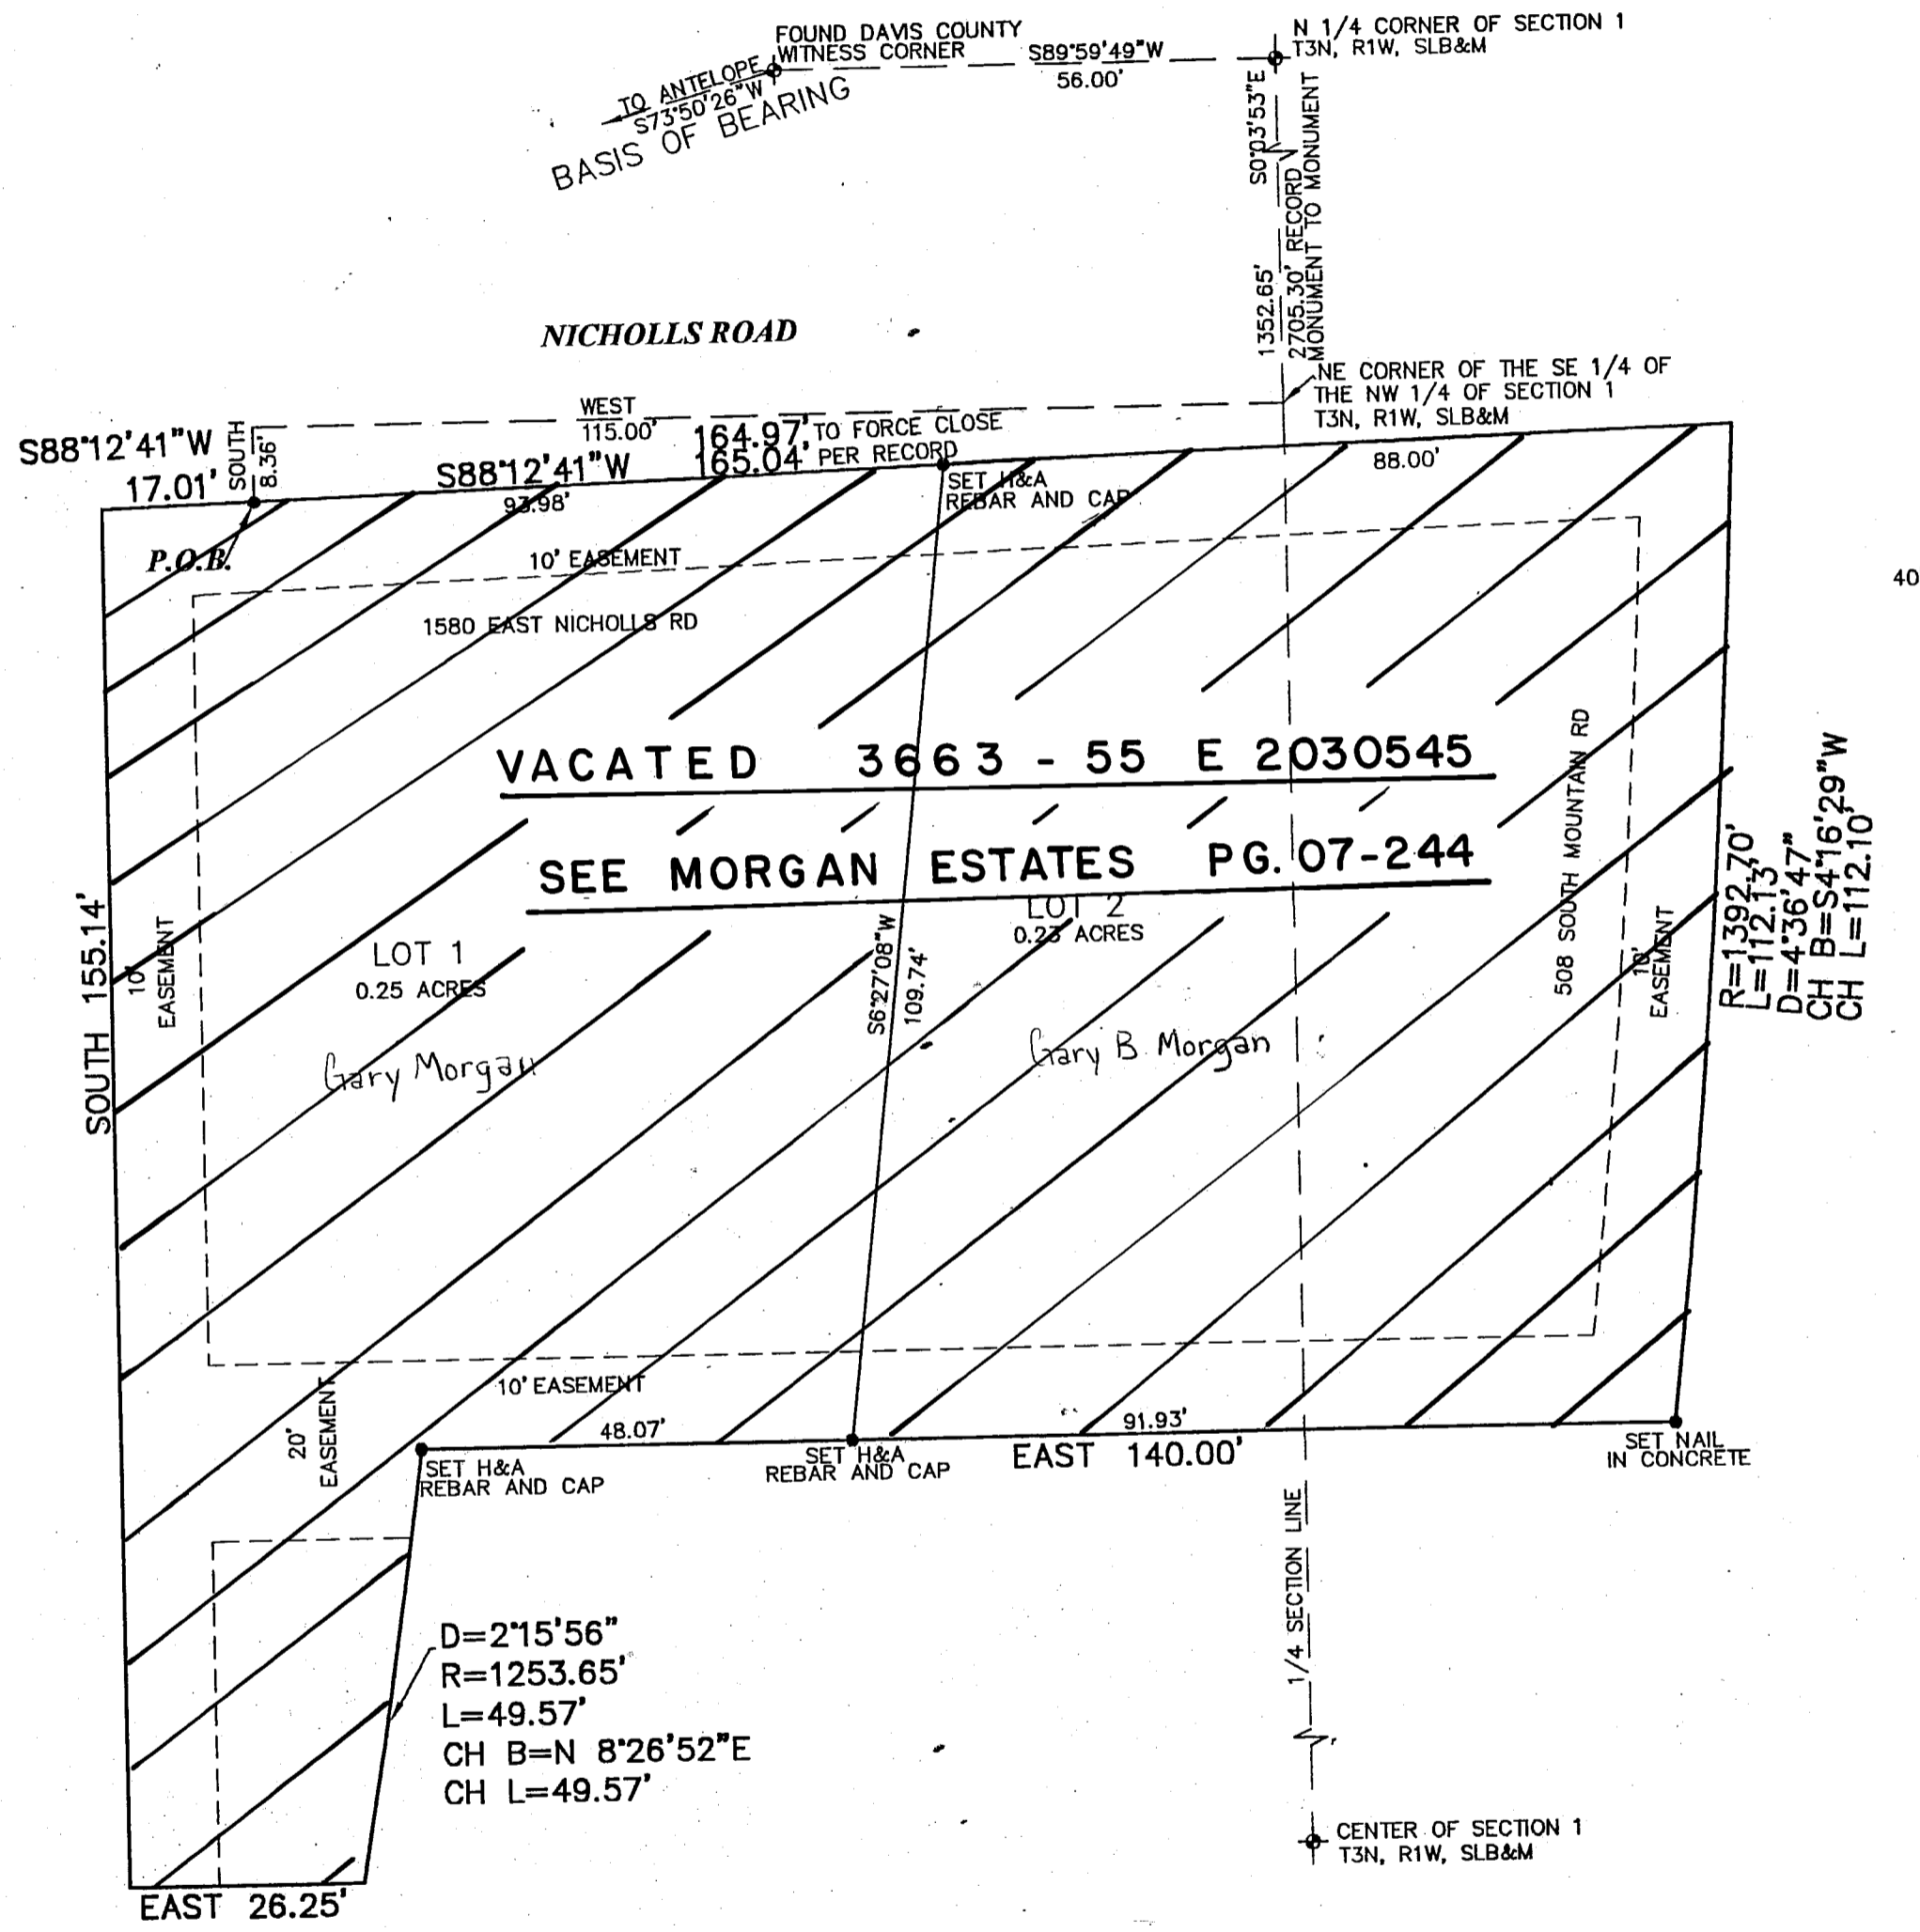 FOUND DAVIS COUNTY
WITNESS CORNER
S89°59'49"W
56.00'
N 1/4 CORNER OF SECTION 1
T3N, R1W, SLB&M
TO ANTELOPE
S73°50'26"W
BASIS OF BEARING
S0°03'53"E
1352.65'
2705.30' RECORD
MONUMENT TO MONUMENT
NICHOLLS ROAD
NE CORNER OF THE SE 1/4 OF
THE NW 1/4 OF SECTION 1
T3N, R1W, SLB&M
WEST
115.00'
164.97' TO FORCE CLOSE
165.04' PER RECORD
S88°12'41"W
17.01'
SOUTH
8.36'
S88°12'41"W
93.98'
88.00'
SET H&A
REBAR AND CAP
P.O.B.
10' EASEMENT
40
1580 EAST NICHOLLS RD
VACATED 3663 - 55 E 2030545
SEE MORGAN ESTATES PG. 07-244
508 SOUTH MOUNTAIN RD
10'
EASEMENT
R=1392.70'
L=112.13'
D=4°36'47"
CH B=S4°16'29"W
CH L=112.10'
SOUTH 155.14'
10'
EASEMENT
LOT 1
0.25 ACRES
Gary Morgan
S6°27'08"W
109.74'
LOT 2
0.23 ACRES
Gary B. Morgan
10' EASEMENT
20'
EASEMENT
48.07'
91.93'
SET H&A
REBAR AND CAP
SET H&A
REBAR AND CAP
EAST 140.00'
SET NAIL
IN CONCRETE
1/4 SECTION LINE
D=2°15'56"
R=1253.65'
L=49.57'
CH B=N 8°26'52"E
CH L=49.57'
CENTER OF SECTION 1
T3N, R1W, SLB&M
EAST 26.25'